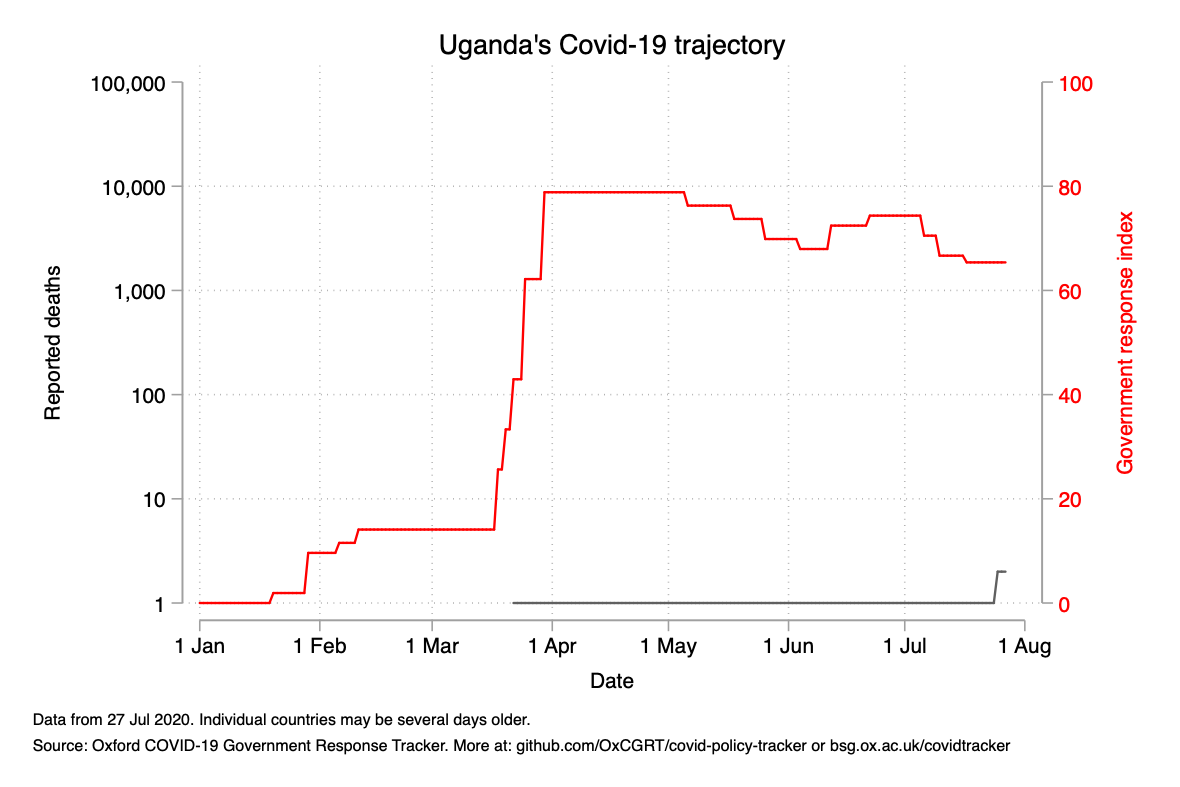 Uganda's Covid-19 trajectory
100,000
10,000
1,000
100
10
1
Reported deaths
100
80
60
40
20
0
Government response index
1 Jan 1 Feb 1 Mar 1 Apr 1 May 1 Jun 1 Jul 1 Aug
Date
Data from 27 Jul 2020. Individual countries may be several days older.
Source: Oxford COVID-19 Government Response Tracker. More at: github.com/OxCGRT/covid-policy-tracker or bsg.ox.ac.uk/covidtracker